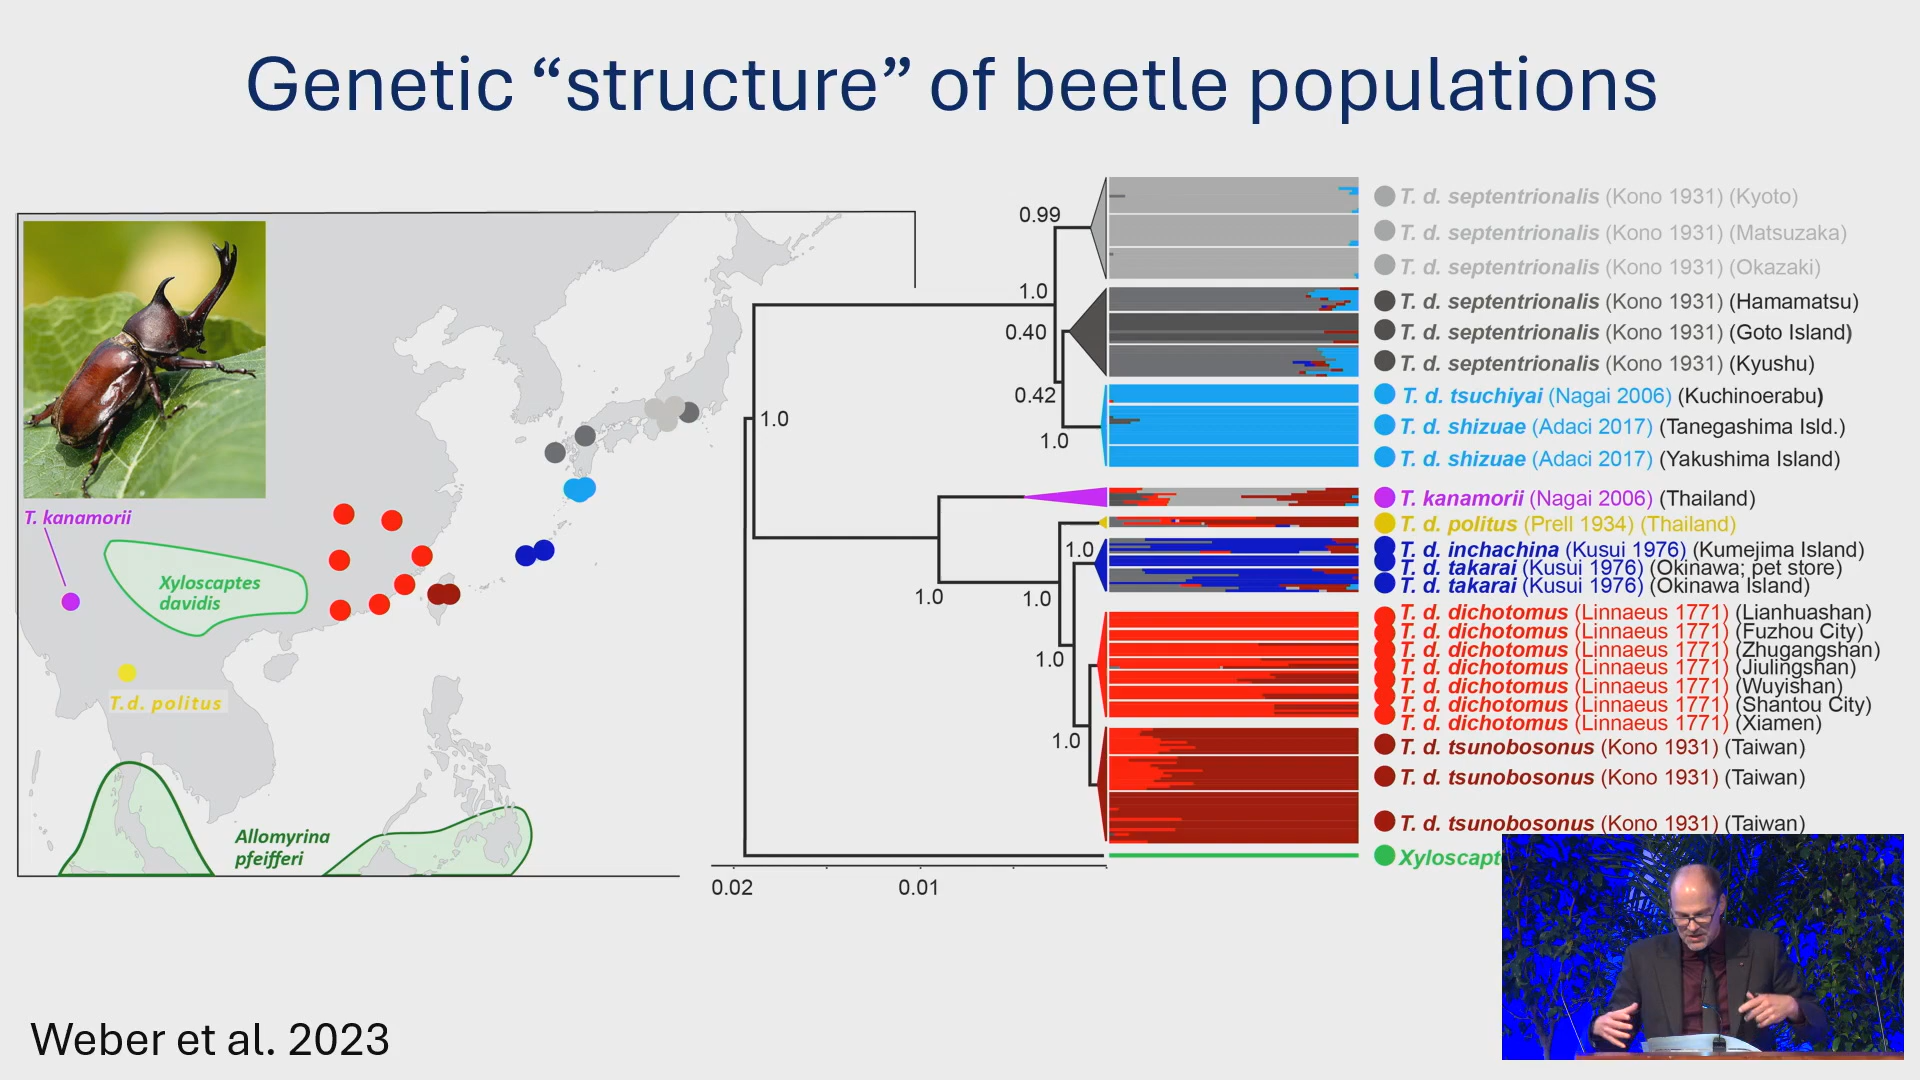 Genetic “structure” of beetle populations
T. kanamorii
Xyloscaptes
davidis
T.d. politus
Allomyrina
pfeifferi
0.99
1.0
0.40
0.42
1.0
1.0
1.0
1.0
1.0
1.0
1.0
0.02
0.01
T. d. septentrionalis (Kono 1931) (Kyoto)
T. d. septentrionalis (Kono 1931) (Matsuzaka)
T. d. septentrionalis (Kono 1931) (Okazaki)
T. d. septentrionalis (Kono 1931) (Hamamatsu)
T. d. septentrionalis (Kono 1931) (Goto Island)
T. d. septentrionalis (Kono 1931) (Kyushu)
T. d. tsuchiyai (Nagai 2006) (Kuchinoerabu)
T. d. shizuae (Adaci 2017) (Tanegashima Isld.)
T. d. shizuae (Adaci 2017) (Yakushima Island)
T. kanamorii (Nagai 2006) (Thailand)
T. d. politus (Prell 1934) (Thailand)
T. d. inchachina (Kusui 1976) (Kumejima Island)
T. d. takarai (Kusui 1976) (Okinawa; pet store)
T. d. takarai (Kusui 1976) (Okinawa Island)
T. d. dichotomus (Linnaeus 1771) (Lianhuashan)
T. d. dichotomus (Linnaeus 1771) (Fuzhou City)
T. d. dichotomus (Linnaeus 1771) (Zhugangshan)
T. d. dichotomus (Linnaeus 1771) (Jiulingshan)
T. d. dichotomus (Linnaeus 1771) (Wuyishan)
T. d. dichotomus (Linnaeus 1771) (Shantou City)
T. d. dichotomus (Linnaeus 1771) (Xiamen)
T. d. tsunobosonus (Kono 1931) (Taiwan)
T. d. tsunobosonus (Kono 1931) (Taiwan)
T. d. tsunobosonus (Kono 1931) (Taiwan)
Weber et al. 2023